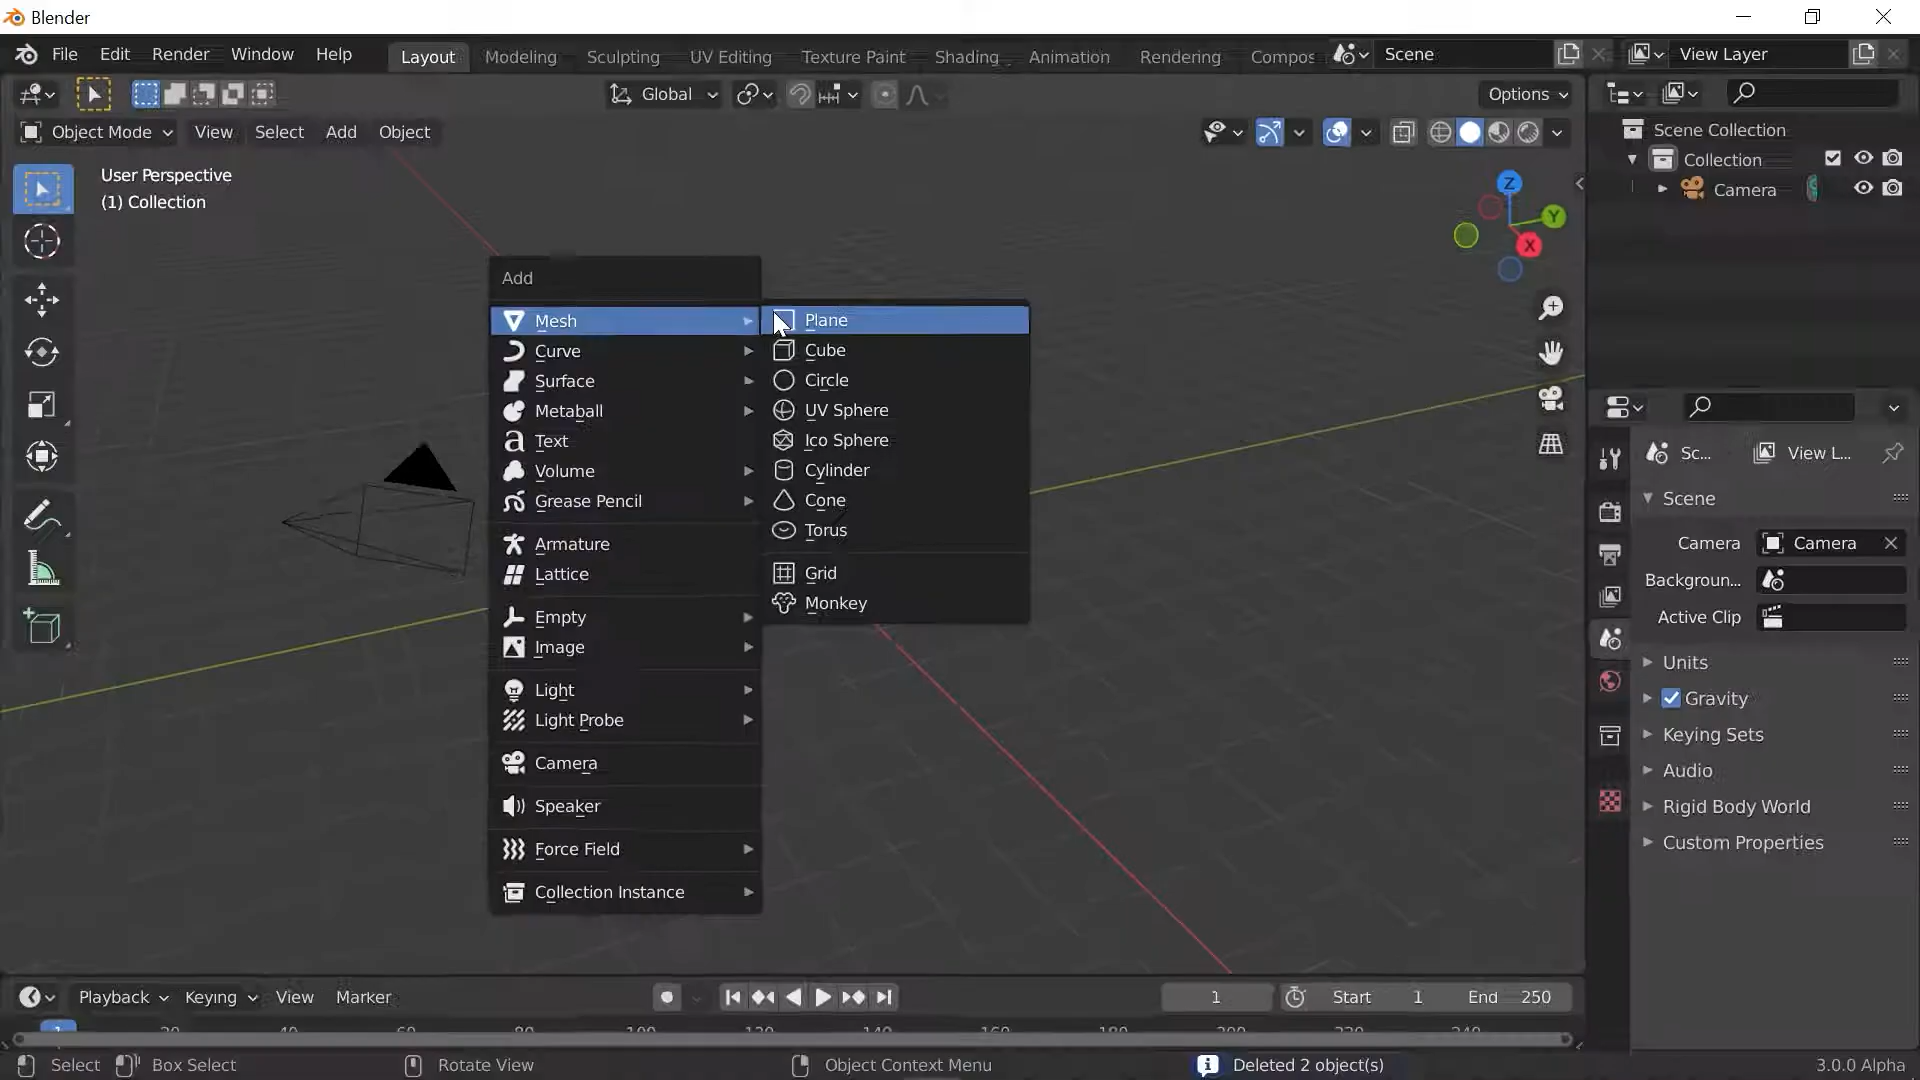 Blender
File Edit Render Window Help Layout Modeling Sculpting UV Editing Texture Paint Shading Animation Rendering Compos Scene View Layer
Global Options
Object Mode View Select Add Object
User Perspective
(1) Collection
Z
Y
X
Scene Collection
Collection
Camera
Add
Mesh
Curve
Surface
Metaball
Text
Volume
Grease Pencil
Armature
Lattice
Empty
Image
Light
Light Probe
Camera
Speaker
Force Field
Collection Instance
Plane
Cube
Circle
UV Sphere
Ico Sphere
Cylinder
Cone
Torus
Grid
Monkey
Sc... View L...
Scene
Camera Camera
Backgroun...
Active Clip
Units
Gravity
Keying Sets
Audio
Rigid Body World
Custom Properties
Playback Keying View Marker 1 Start 1 End 250
1 20 40 60 80 100 120 140 160 180 200 220 240
Select Box Select Rotate View Object Context Menu Deleted 2 object(s) 3.0.0 Alpha